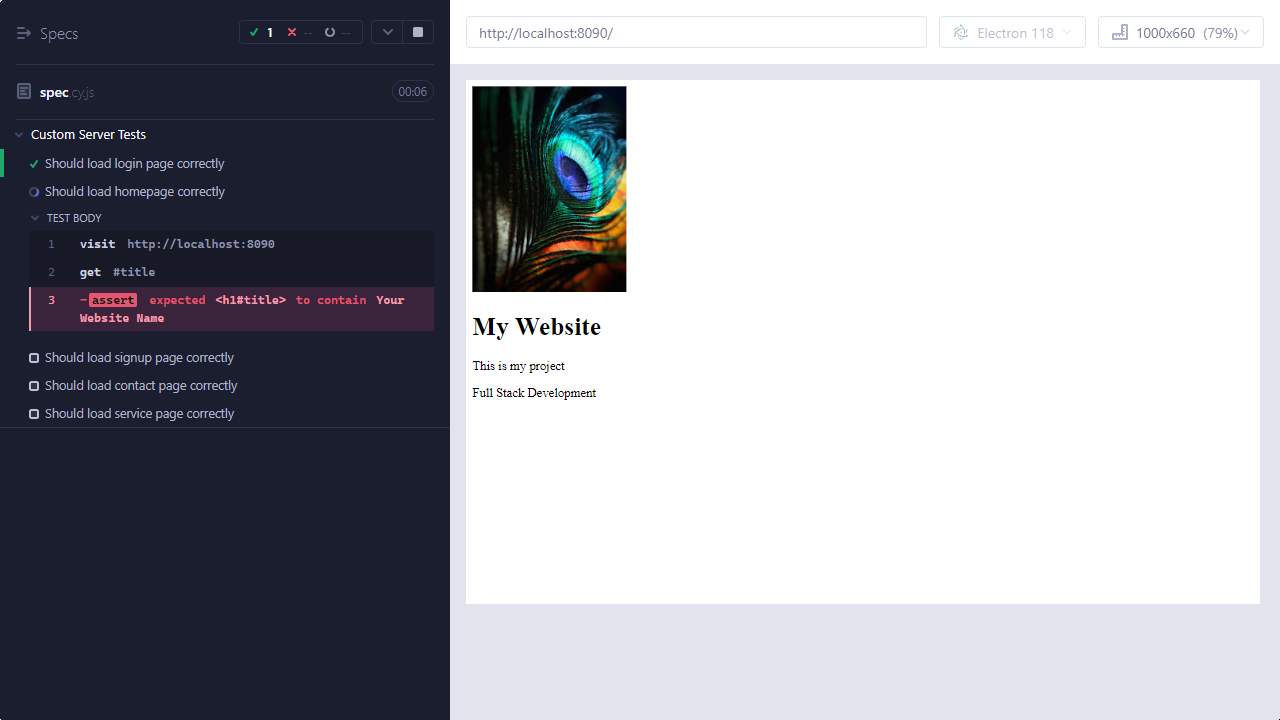 Specs
1 -- --
spec.cy.js
00:06
Custom Server Tests
Should load login page correctly
Should load homepage correctly
TEST BODY
1 visit http://localhost:8090
2 get #title
3 -assert expected <h1#title> to contain Your
Website Name
Should load signup page correctly
Should load contact page correctly
Should load service page correctly
http://localhost:8090/
Electron 118
1000x660 (79%)
My Website
This is my project
Full Stack Development